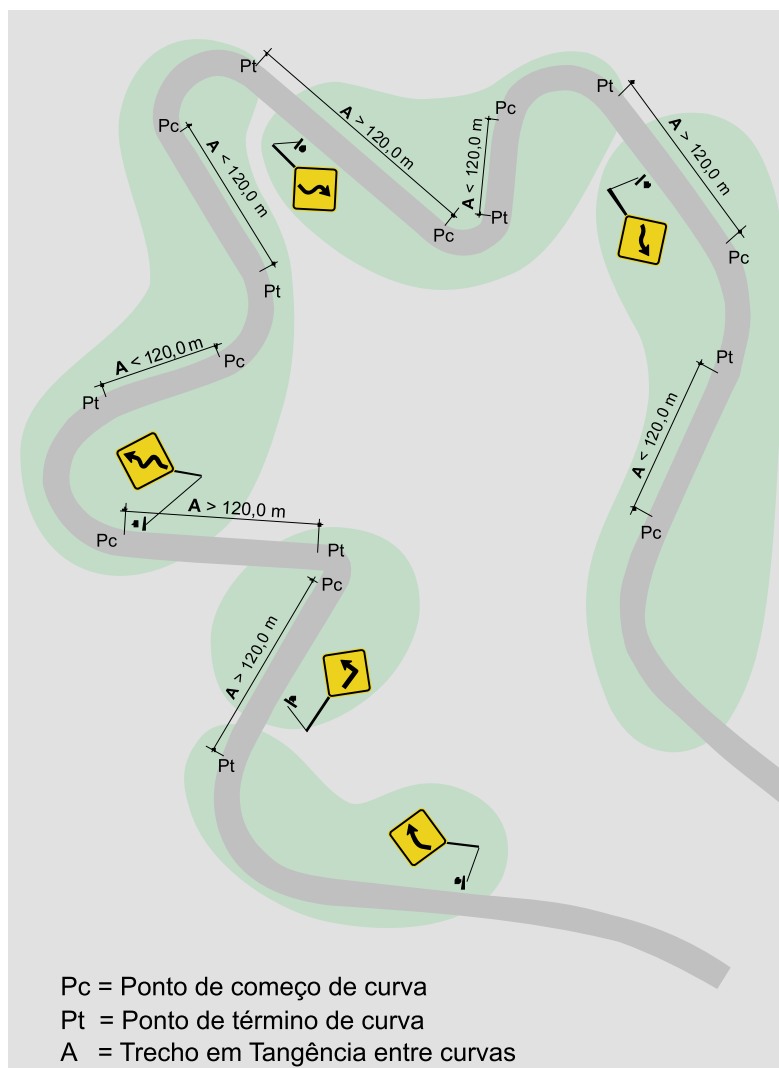 Pt
Pc
A > 120,0 m
A < 120,0 m
Pc
Pt
A > 120,0 m
Pc
A < 120,0 m
Pt
Pc
Pc
Pt
A < 120,0 m
Pt
Pc
Pt
A < 120,0 m
A > 120,0 m
Pc
Pc
Pt
Pc
A > 120,0 m
Pt
Pc = Ponto de começo de curva
Pt = Ponto de término de curva
A = Trecho em Tangência entre curvas